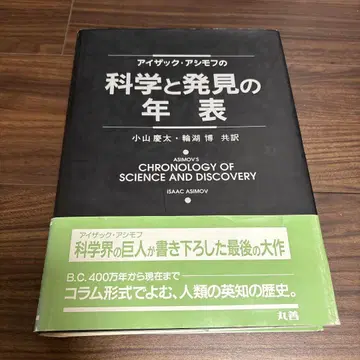 アイザック・アシモフの
科学と発見の
年表
小山慶太・輪湖博 共訳
ASIMOV'S
CHRONOLOGY OF
SCIENCE AND DISCOVERY
ISAAC ASIMOV
アイザック・アシモフ
科学界の巨人が書き下ろした最後の大作
B.C.400万年から現在まで
コラム形式でよむ、人類の英知の歴史。
丸善